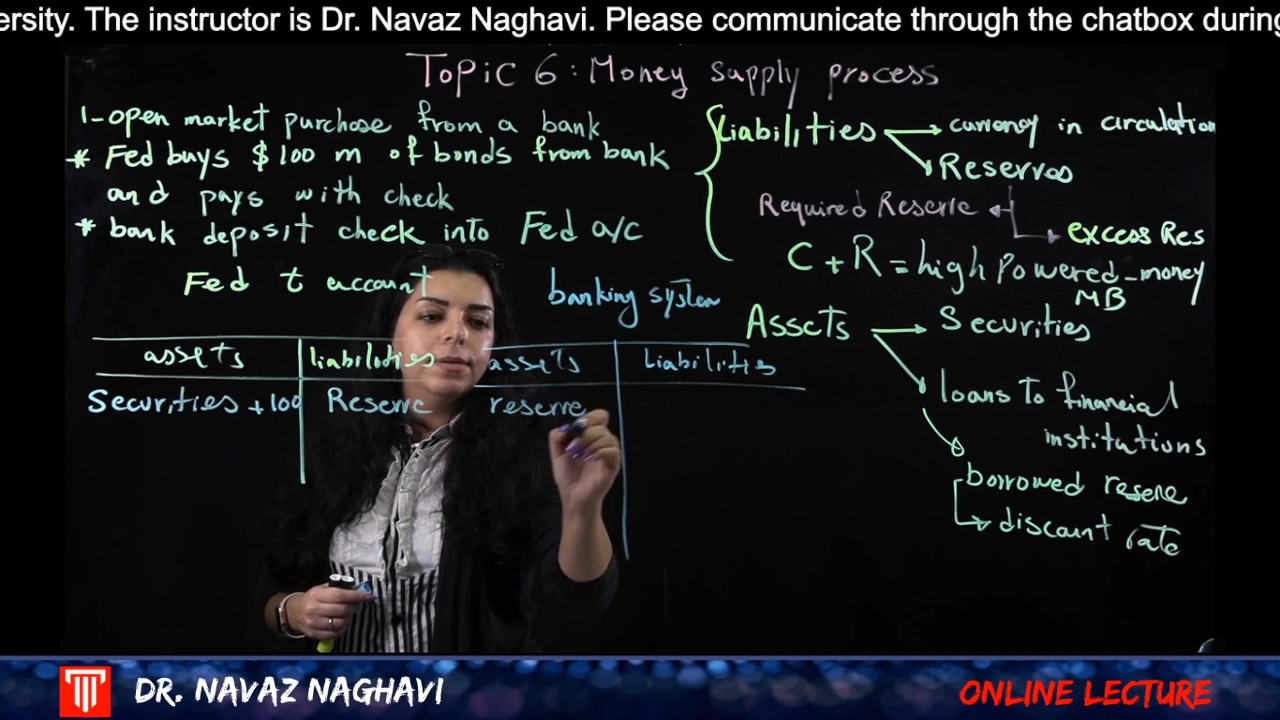 ersity. The instructor is Dr. Navaz Naghavi. Please communicate through the chatbox during
Topic 6: Money supply process
1-open market purchase from a bank
* Fed buys $100 m of bonds from bank
and pays with check
* bank deposit check into Fed a/c
Fed t account
assets liabilities
Securities +100 Reserve
banking system
assets Liabilities
reserve
liabilities
currency in circulation
Reserves
Required Reserve
excess Res
C + R = high powered-money
MB
Assets
Securities
loans to financial
institutions
borrowed resere
discount rate
DR. NAVAZ NAGHAVI
ONLINE LECTURE